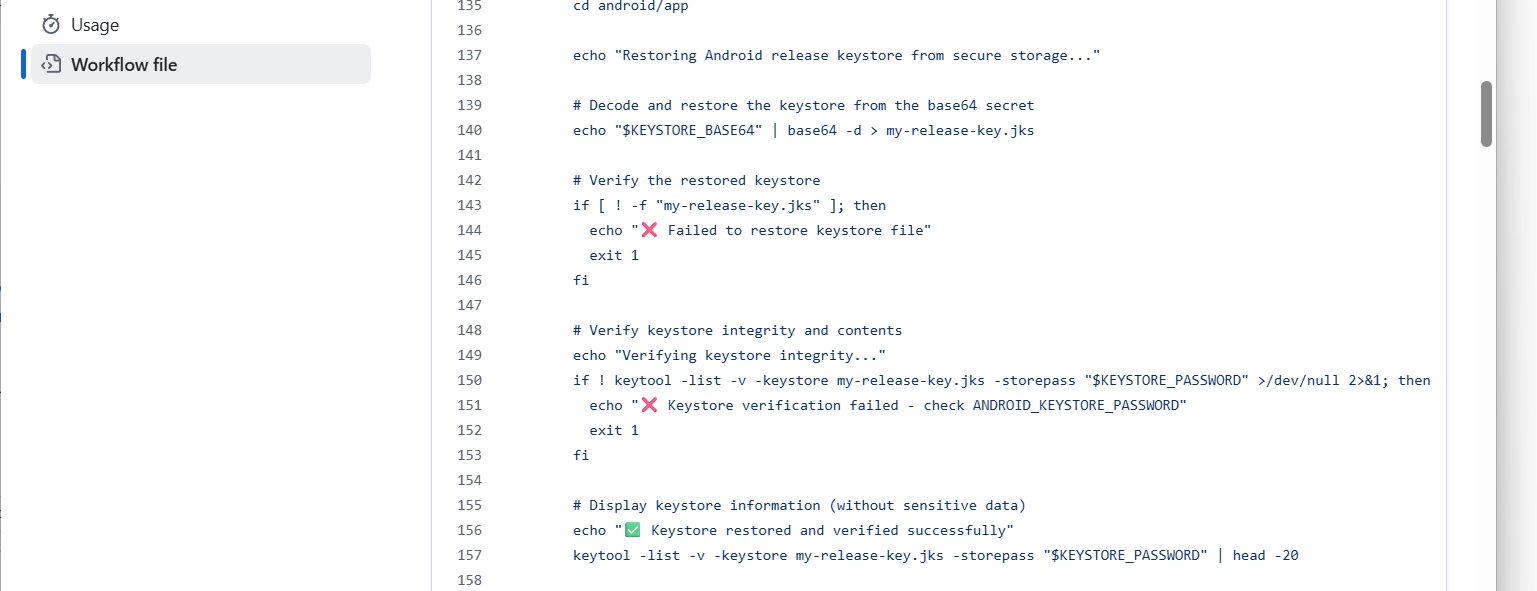 Usage
Workflow file
135 cd android/app
136
137 echo "Restoring Android release keystore from secure storage..."
138
139 # Decode and restore the keystore from the base64 secret
140 echo "$KEYSTORE_BASE64" | base64 -d > my-release-key.jks
141
142 # Verify the restored keystore
143 if [ ! -f "my-release-key.jks" ]; then
144 echo "❌ Failed to restore keystore file"
145 exit 1
146 fi
147
148 # Verify keystore integrity and contents
149 echo "Verifying keystore integrity..."
150 if ! keytool -list -v -keystore my-release-key.jks -storepass "$KEYSTORE_PASSWORD" >/dev/null 2>&1; then
151 echo "❌ Keystore verification failed - check ANDROID_KEYSTORE_PASSWORD"
152 exit 1
153 fi
154
155 # Display keystore information (without sensitive data)
156 echo "✅ Keystore restored and verified successfully"
157 keytool -list -v -keystore my-release-key.jks -storepass "$KEYSTORE_PASSWORD" | head -20
158